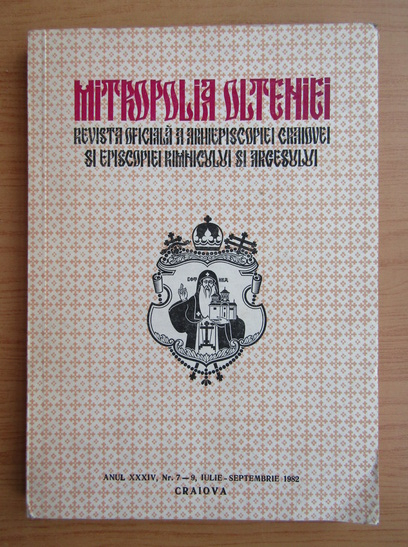 MITROPOLIA OLTENIEI
REVISTA OFICIALĂ A ARHIEPISCOPIEI CRAIOVEI
ŞI EPISCOPIEI RÎMNICULUI ŞI ARGEŞULUI
ANUL XXXIV, Nr. 7—9, IULIE—SEPTEMBRIE 1982
CRAIOVA